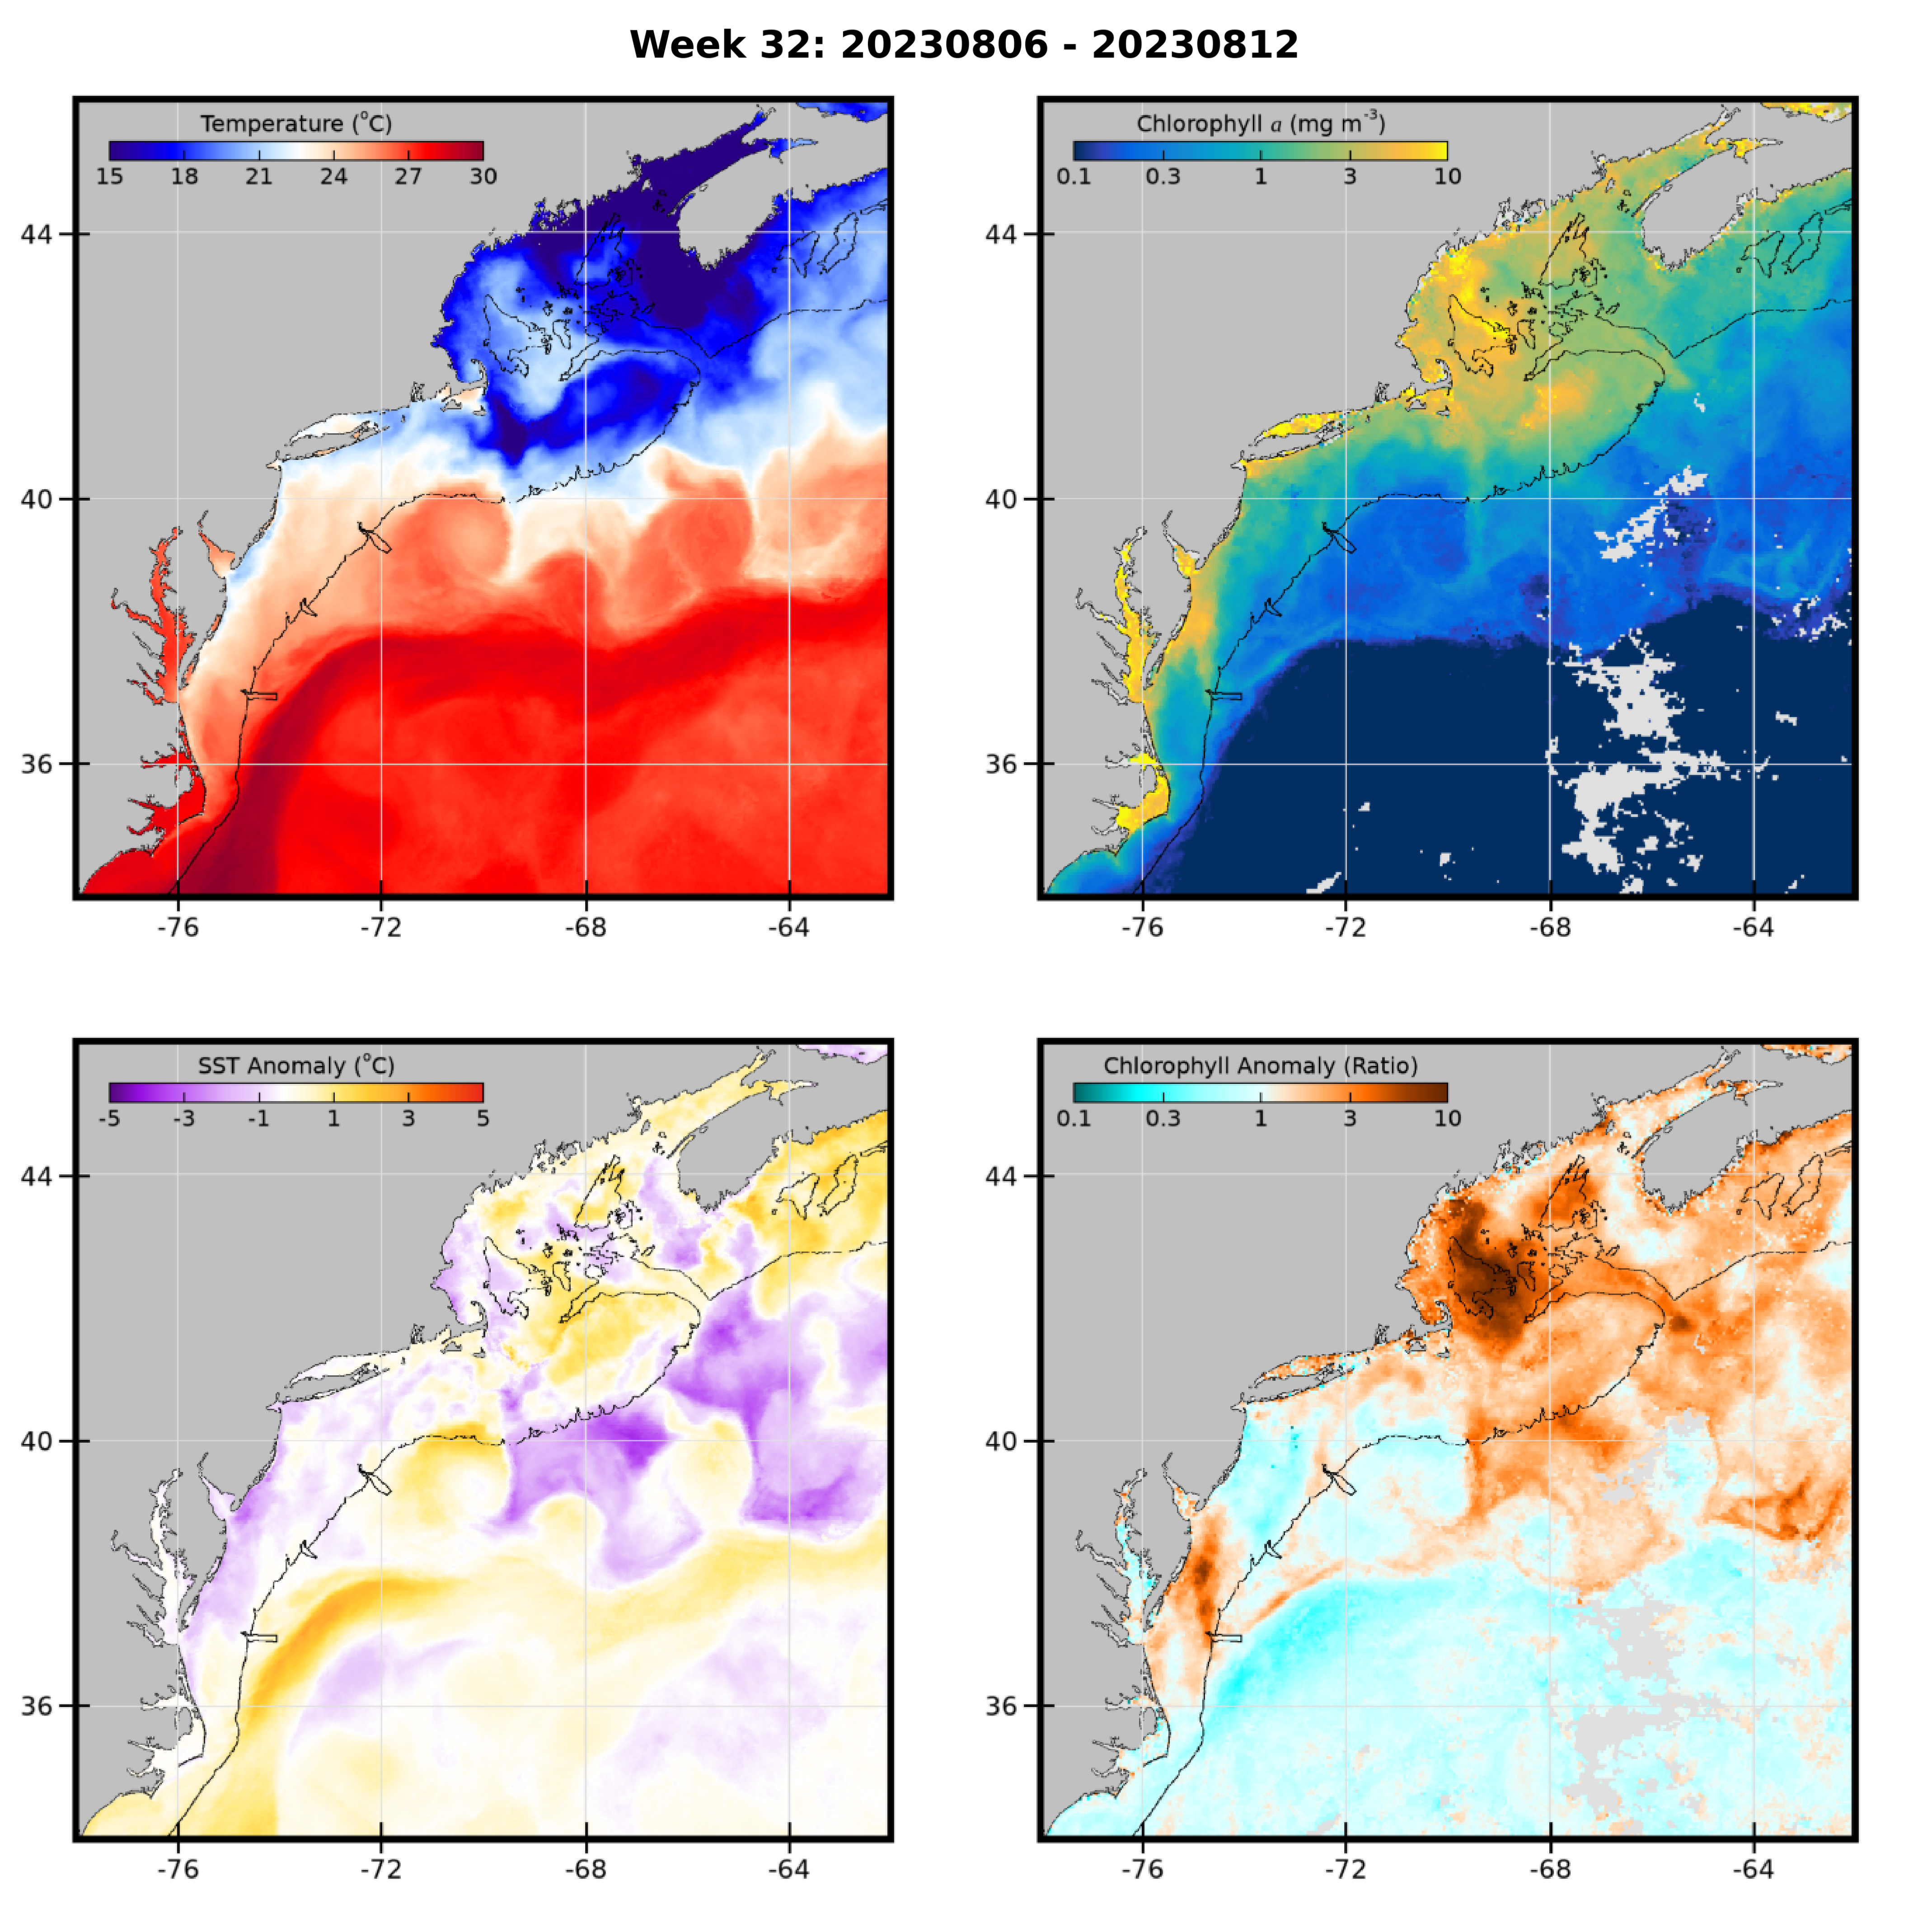 Week 32: 20230806 - 20230812
Temperature (°C)
15 18 21 24 27 30
44
40
36
-76 -72 -68 -64
Chlorophyll a (mg m⁻³)
0.1 0.3 1 3 10
44
40
36
-76 -72 -68 -64
SST Anomaly (°C)
-5 -3 -1 1 3 5
44
40
36
-76 -72 -68 -64
Chlorophyll Anomaly (Ratio)
0.1 0.3 1 3 10
44
40
36
-76 -72 -68 -64